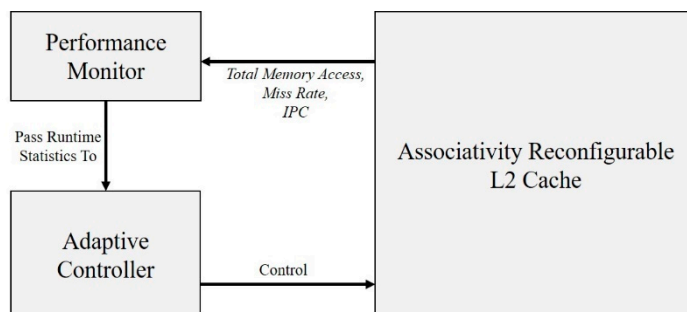 Performance
Monitor
Total Memory Access,
Miss Rate,
IPC
Pass Runtime
Statistics To
Associativity Reconfigurable
L2 Cache
Adaptive
Controller
Control